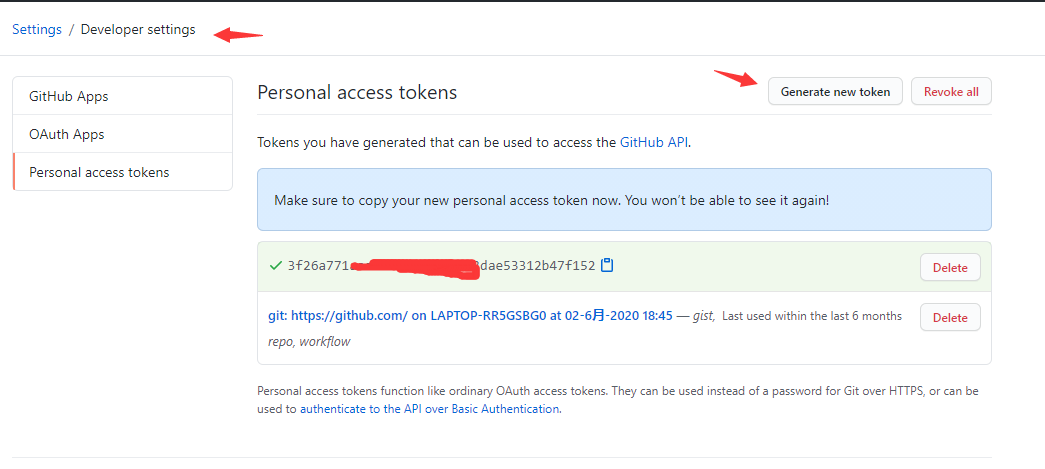 Settings / Developer settings
GitHub Apps
OAuth Apps
Personal access tokens
Personal access tokens
Generate new token
Revoke all
Tokens you have generated that can be used to access the GitHub API.
Make sure to copy your new personal access token now. You won't be able to see it again!
3f26a771 dae53312b47f152
Delete
git: https://github.com/ on LAPTOP-RR5GSBG0 at 02-6月-2020 18:45 — gist, Last used within the last 6 months
repo, workflow
Delete
Personal access tokens function like ordinary OAuth access tokens. They can be used instead of a password for Git over HTTPS, or can be
used to authenticate to the API over Basic Authentication.